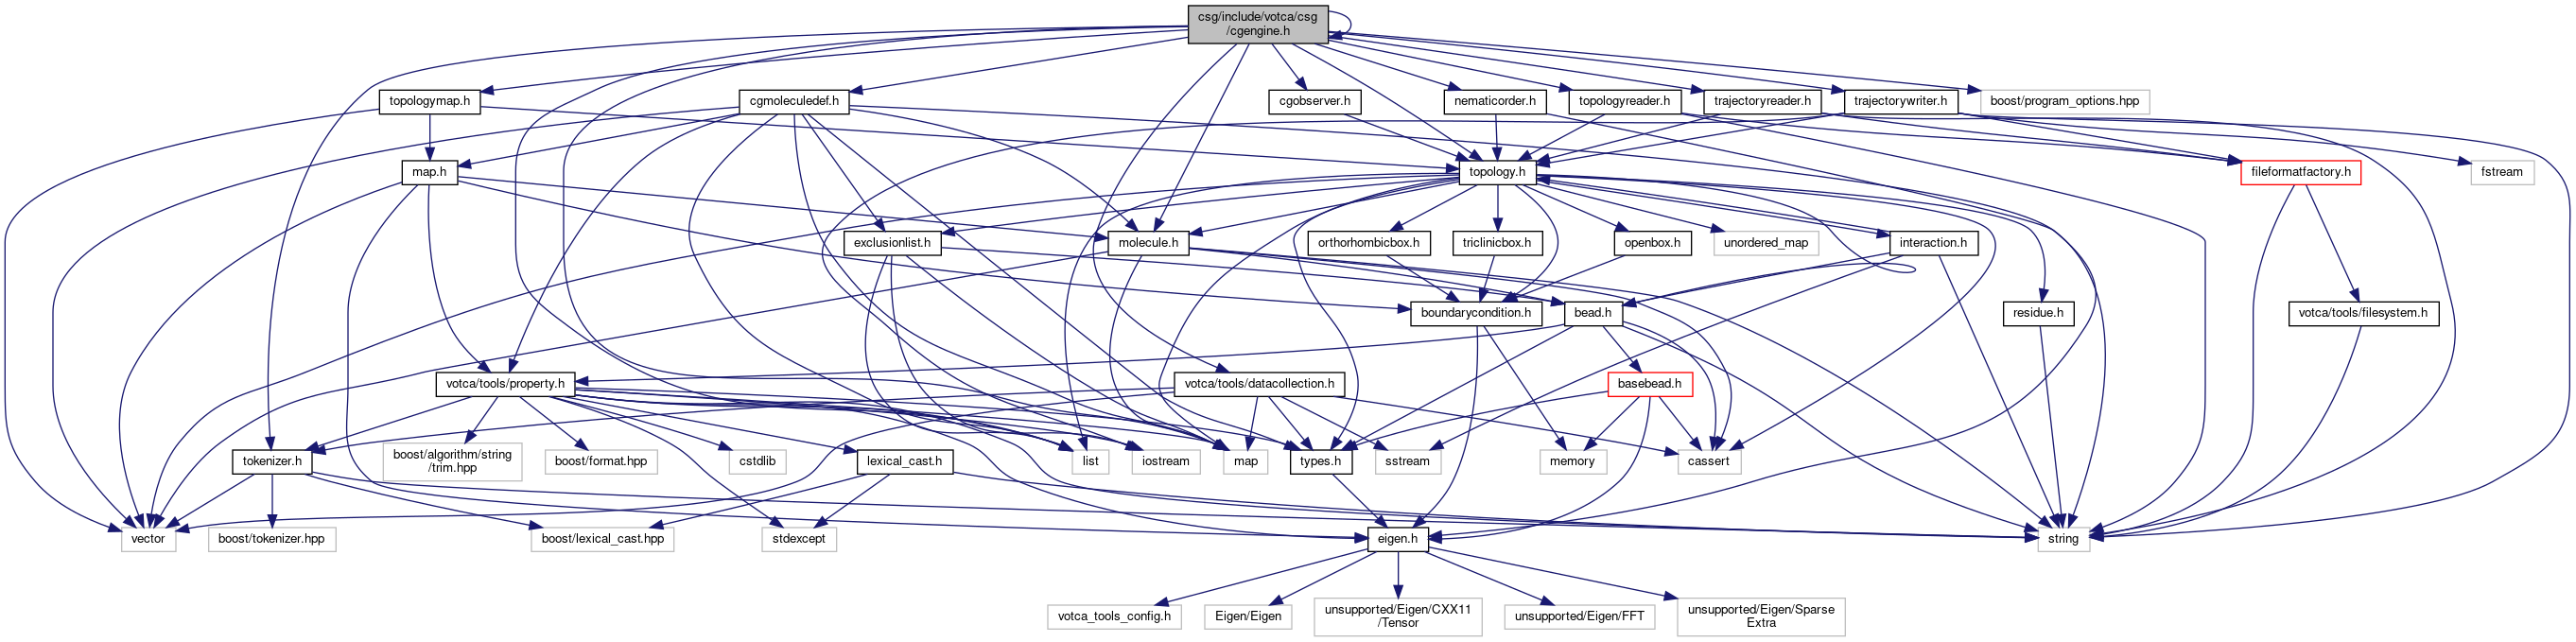 csg/include/votca/csg
/cgengine.h
topologymap.h
cgmoleculedef.h
cgobserver.h
nematicorder.h
topologyreader.h
trajectoryreader.h
trajectorywriter.h
boost/program_options.hpp
map.h
topology.h
fileformatfactory.h
fstream
exclusionlist.h
molecule.h
orthorhombicbox.h
triclinicbox.h
openbox.h
unordered_map
interaction.h
boundarycondition.h
bead.h
residue.h
votca/tools/filesystem.h
votca/tools/property.h
votca/tools/datacollection.h
basebead.h
tokenizer.h
boost/algorithm/string
/trim.hpp
boost/format.hpp
cstdlib
lexical_cast.h
list
iostream
map
types.h
sstream
memory
cassert
vector
boost/tokenizer.hpp
boost/lexical_cast.hpp
stdexcept
eigen.h
string
votca_tools_config.h
Eigen/Eigen
unsupported/Eigen/CXX11
/Tensor
unsupported/Eigen/FFT
unsupported/Eigen/Sparse
Extra